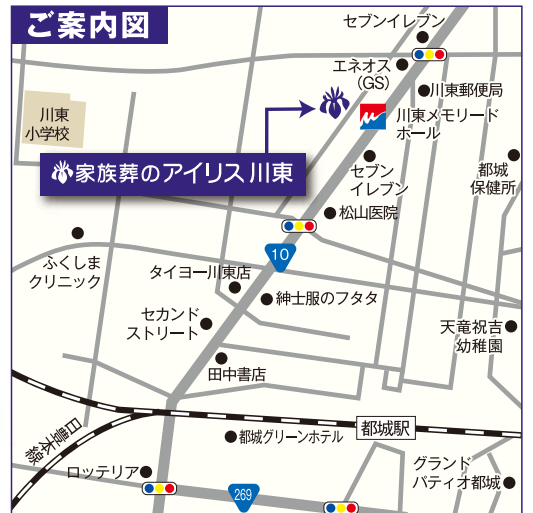 ご案内図
セブンイレブン
エネオス
(GS)
川東郵便局
川東
小学校
川東メモリード
ホール
家族葬のアイリス川東
セブン
イレブン
都城
保健所
松山医院
10
ふくしま
クリニック
タイヨー川東店
紳士服のフタタ
セカンド
ストリート
天竜祝吉
幼稚園
田中書店
日豊本線
都城グリーンホテル
都城駅
ロッテリア
グランド
パティオ都城
269